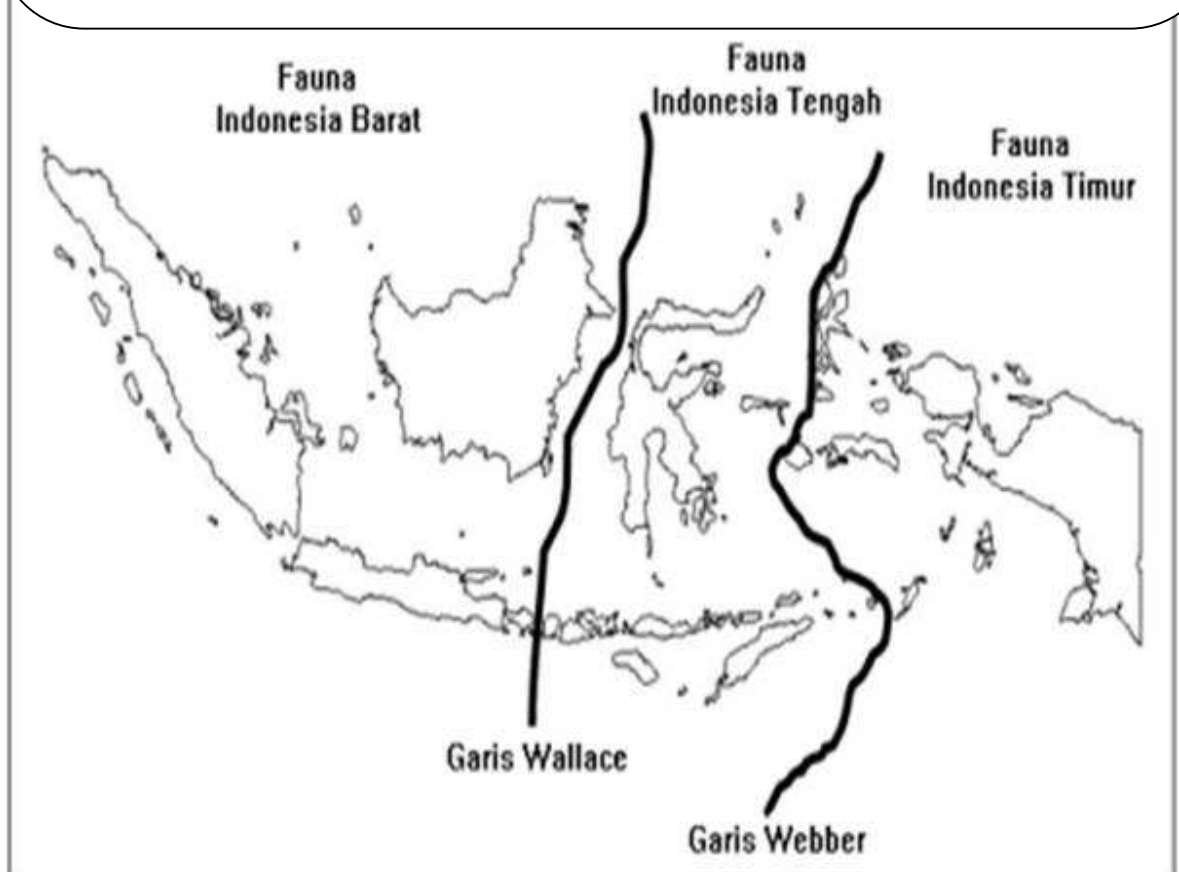 Fauna
Indonesia Barat
Fauna
Indonesia Tengah
Fauna
Indonesia Timur
Garis Wallace
Garis Webber